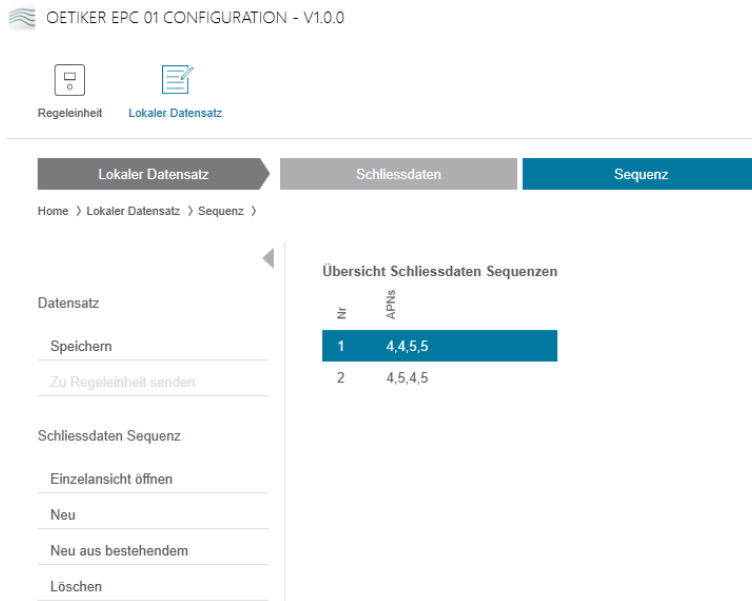 OETIKER EPC 01 CONFIGURATION - V1.0.0
Regeleinheit Lokaler Datensatz
Lokaler Datensatz Schliessdaten Sequenz
Home 〉 Lokaler Datensatz 〉 Sequenz 〉
Datensatz
Speichern
Zu Regeleinheit senden
Schliessdaten Sequenz
Einzelansicht öffnen
Neu
Neu aus bestehendem
Löschen
Übersicht Schliessdaten Sequenzen
Nr APNs
1 4,4,5,5
2 4,5,4,5